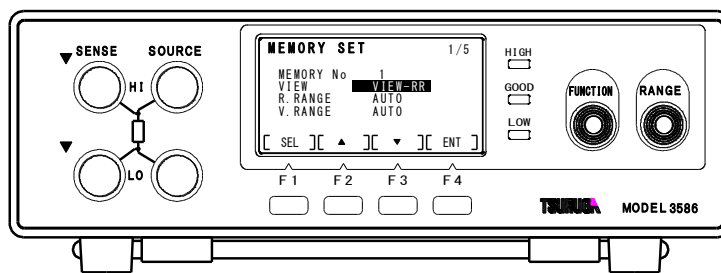 SENSE SOURCE
HI
LO
MEMORY SET 1/5
MEMORY No 1
VIEW VIEW-RR
R.RANGE AUTO
V.RANGE AUTO
[ SEL ][ ▲ ][ ▼ ][ ENT ]
F1 F2 F3 F4
HIGH
GOOD
LOW
FUNCTION RANGE
TSURUGA MODEL 3586